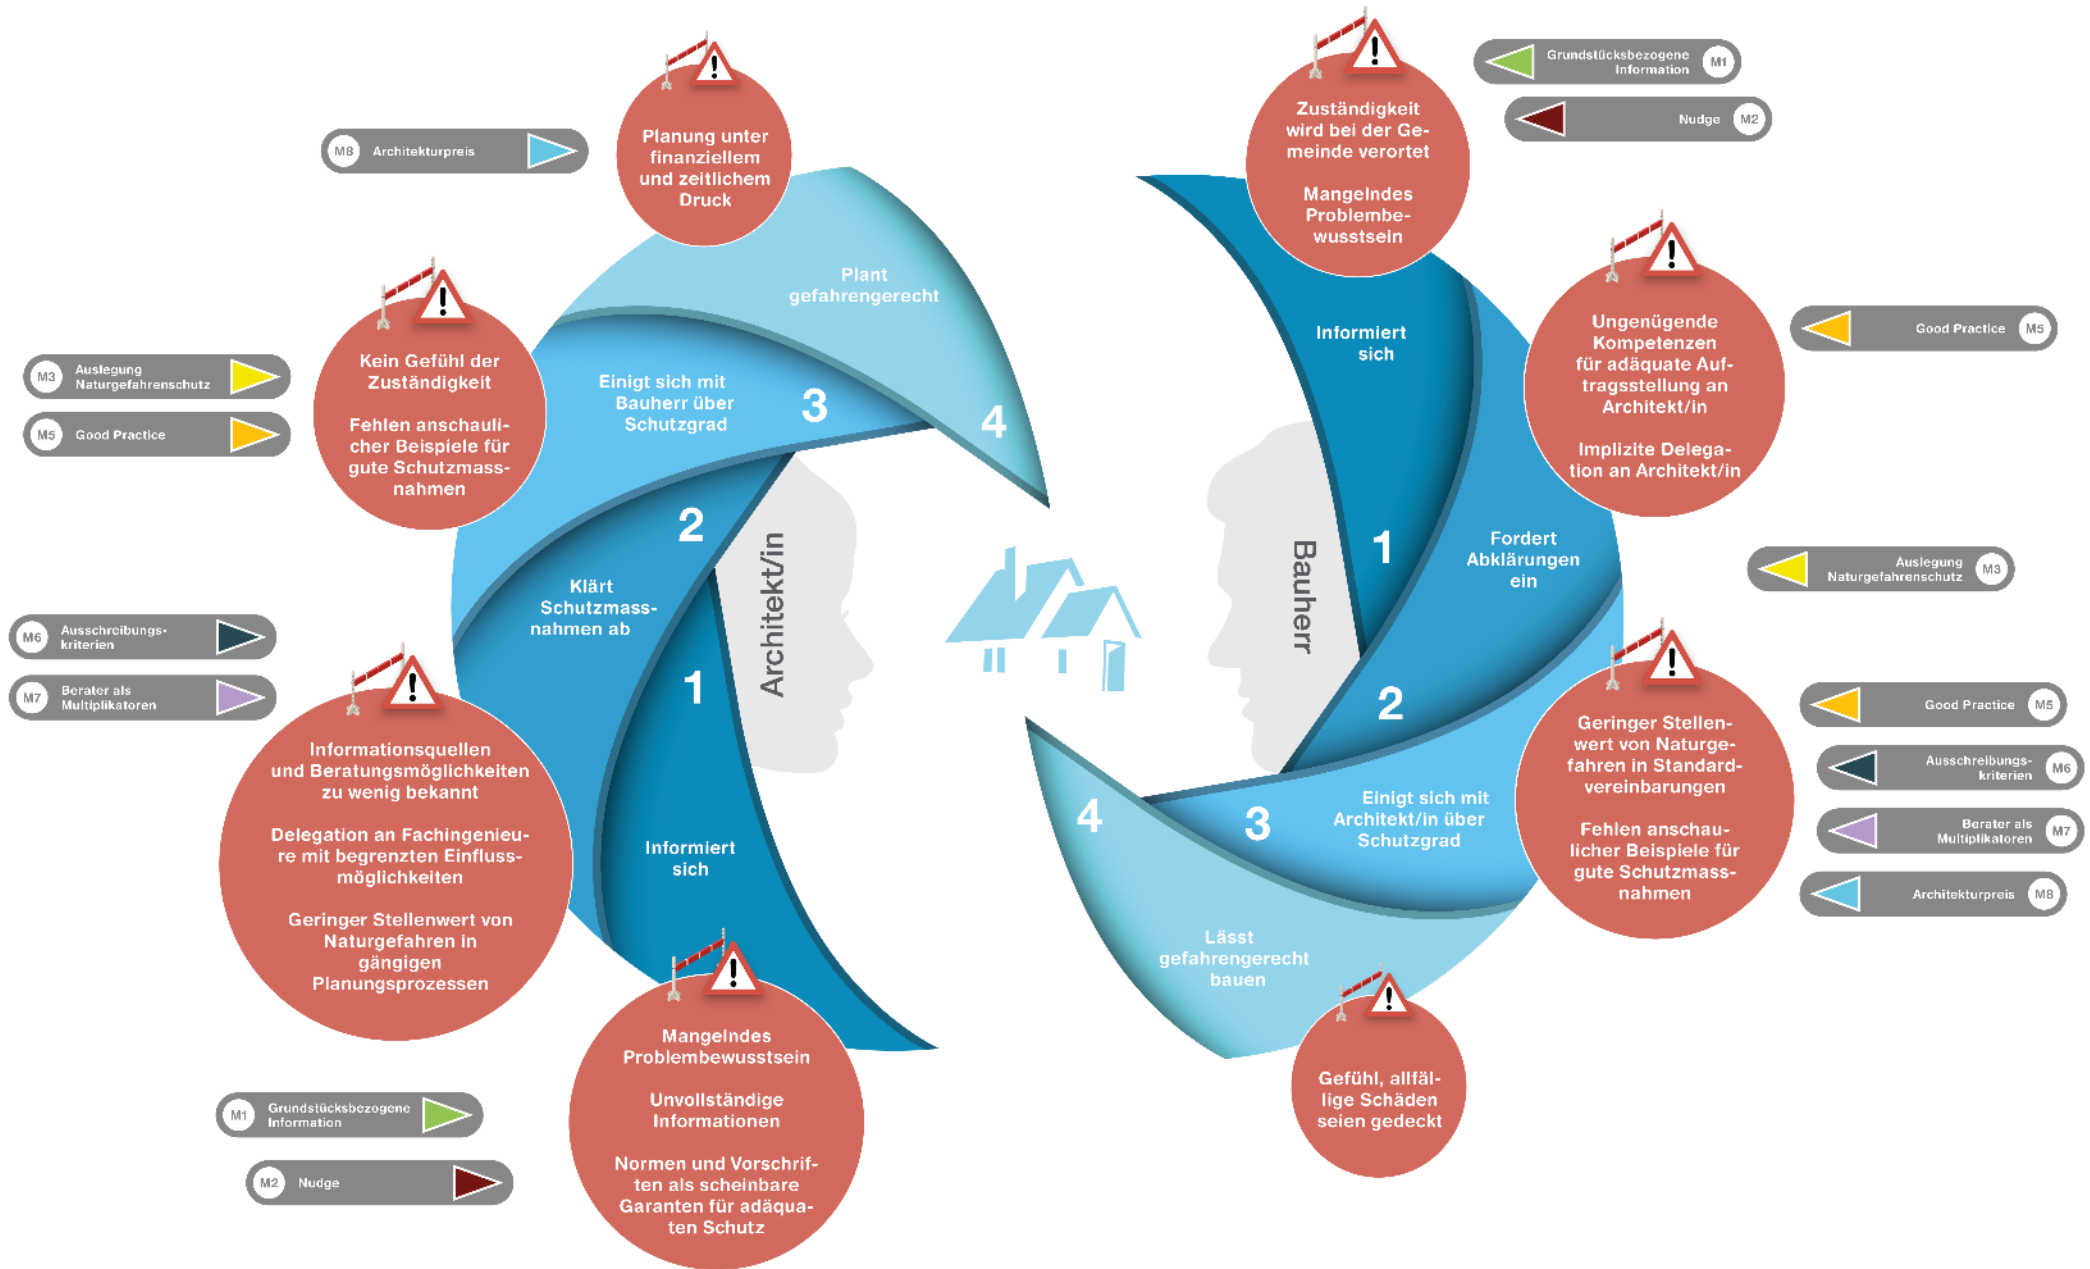 M8 Architekturpreis
Planung unter
finanziellem
und zeitlichem
Druck
Plant
gefahrengerecht
4
Kein Gefühl der
Zuständigkeit
Fehlen anschauli-
cher Beispiele für
gute Schutzmass-
nahmen
M3 Auslegung
Naturgefahrenschutz
M5 Good Practice
Einigt sich mit
Bauherr über
Schutzgrad
3
2
Klärt
Schutzmass-
nahmen ab
M6 Ausschreibungs-
kriterien
M7 Berater als
Multiplikatoren
Informationsquellen
und Beratungsmöglichkeiten
zu wenig bekannt
Delegation an Fachingenieu-
re mit begrenzten Einfluss-
möglichkeiten
Geringer Stellenwert von
Naturgefahren in
gängigen
Planungsprozessen
1
Informiert
sich
Architekt/in
Mangelndes
Problembewusstsein
Unvollständige
Informationen
Normen und Vorschrif-
ten als scheinbare
Garanten für adäqua-
ten Schutz
M1 Grundstücksbezogene
Information
M2 Nudge
Zuständigkeit
wird bei der Ge-
meinde verortet
Mangelndes
Problembe-
wusstsein
Grundstücksbezogene
Information M1
Nudge M2
Informiert
sich
1
Bauherr
Ungenügende
Kompetenzen
für adäquate Auf-
tragsstellung an
Architekt/in
Implizite Delega-
tion an Architekt/in
Good Practice M5
Fordert
Abklärungen
ein
2
Auslegung
Naturgefahrenschutz M3
Geringer Stellen-
wert von Naturge-
fahren in Standard-
vereinbarungen
Fehlen anschau-
licher Beispiele für
gute Schutzmass-
nahmen
Good Practice M5
Ausschreibungs-
kriterien M6
Berater als
Multiplikatoren M7
Architekturpreis M8
Einigt sich mit
Architekt/in über
Schutzgrad
3
4
Lässt
gefahrengerecht
bauen
Gefühl, allfäl-
lige Schäden
seien gedeckt